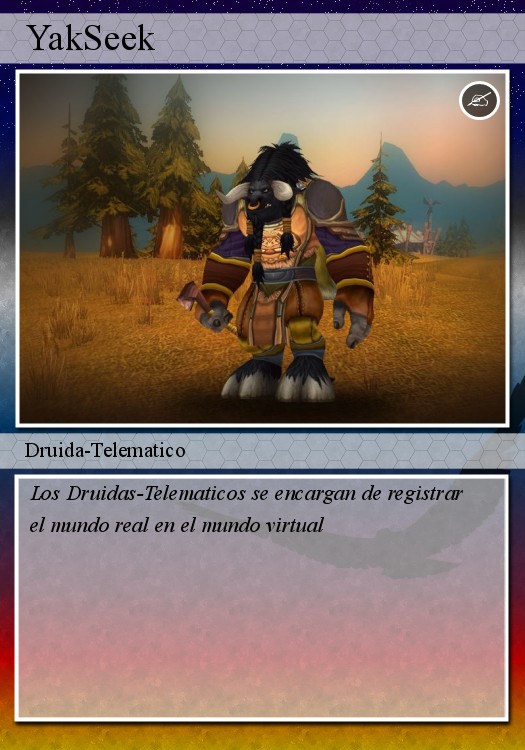 YakSeek
Druida-Telematico
Los Druidas-Telematicos se encargan de registrar
el mundo real en el mundo virtual